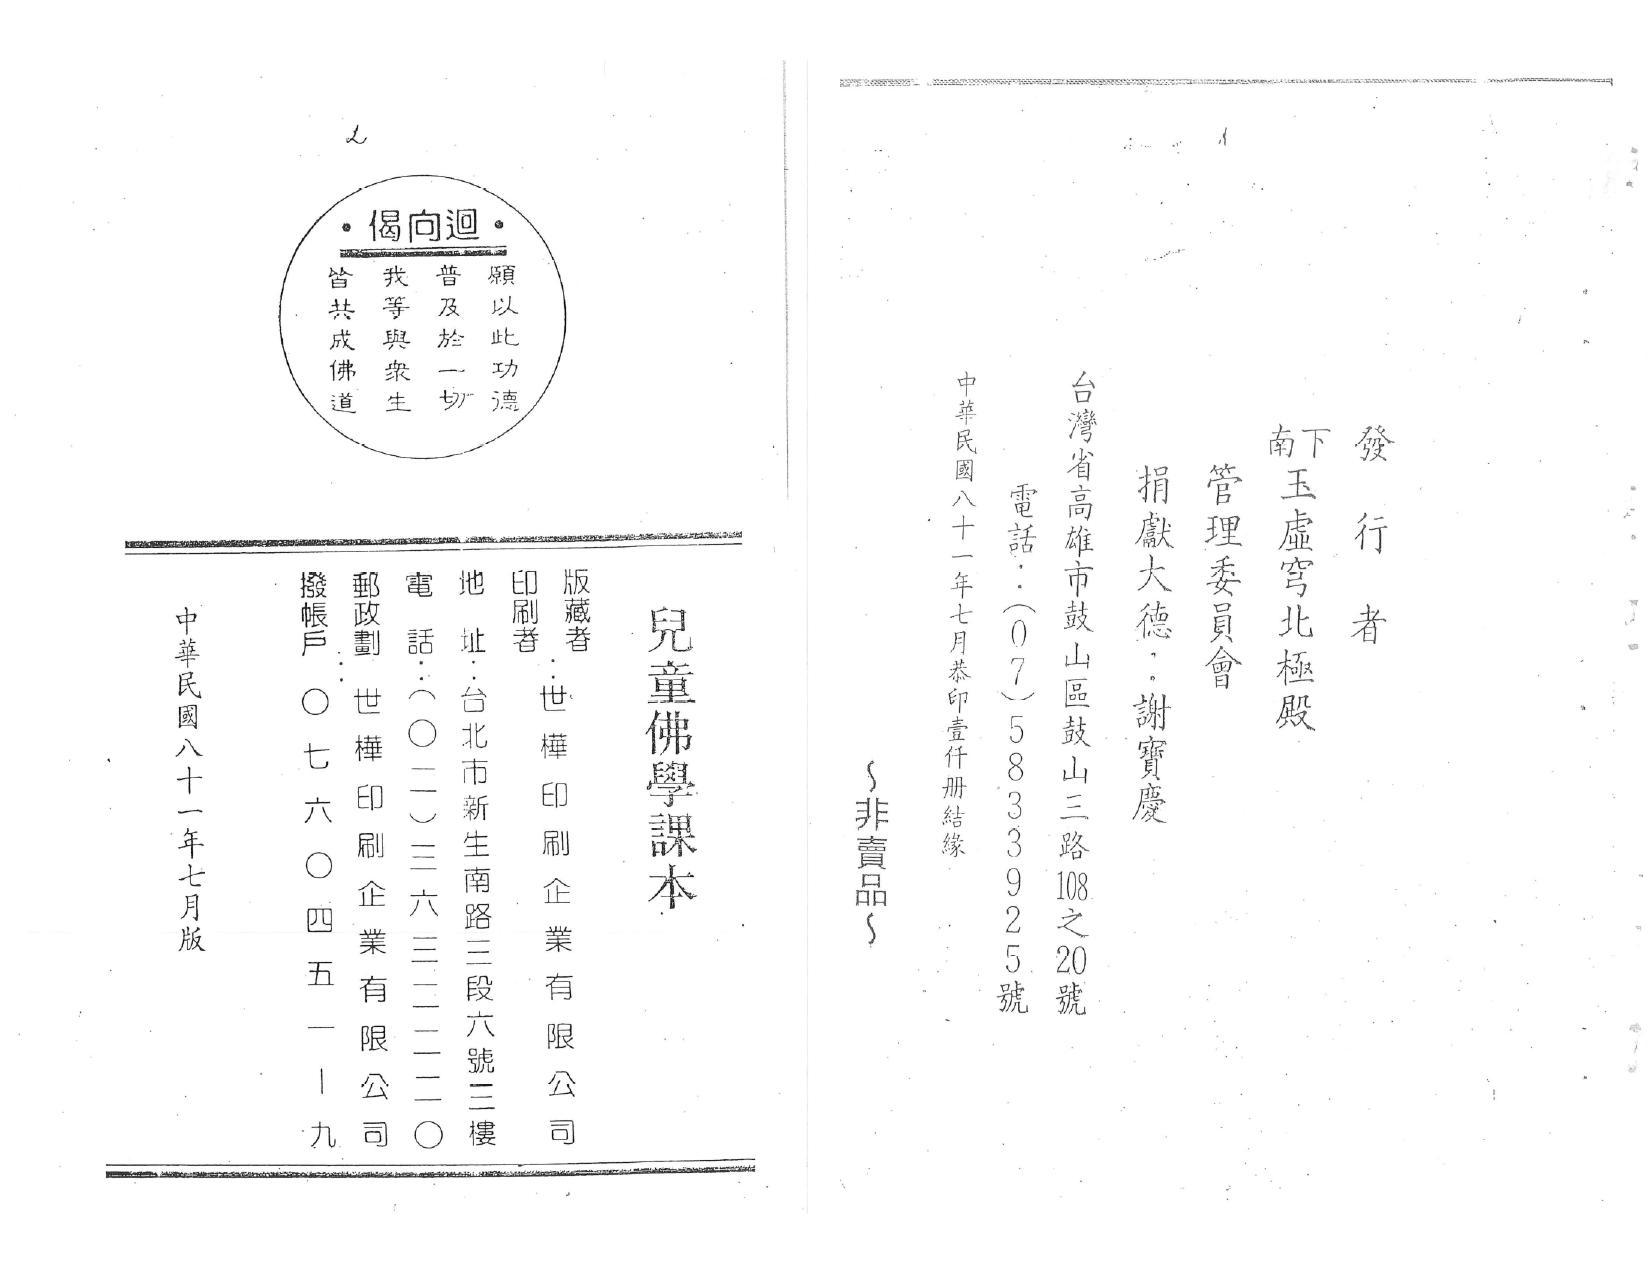 發行者
下南玉虛穹北極殿
管理委員會
捐獻大德：謝寶慶
台灣省高雄市鼓山區鼓山三路108之20號
電話：（07）5833925號
中華民國八十一年七月恭印壹仟册結緣
～非賣品～
2
・迴向偈・
願以此功德
普及於一切
我等與眾生
皆共成佛道
兒童佛學課本
版藏者
印刷者：世樺印刷企業有限公司
地址：台北市新生南路三段六號三樓
電話：（〇二）三六三二二二〇
郵政劃
撥帳戶：世樺印刷企業有限公司
〇七六〇四五一－九
中華民國八十一年七月版